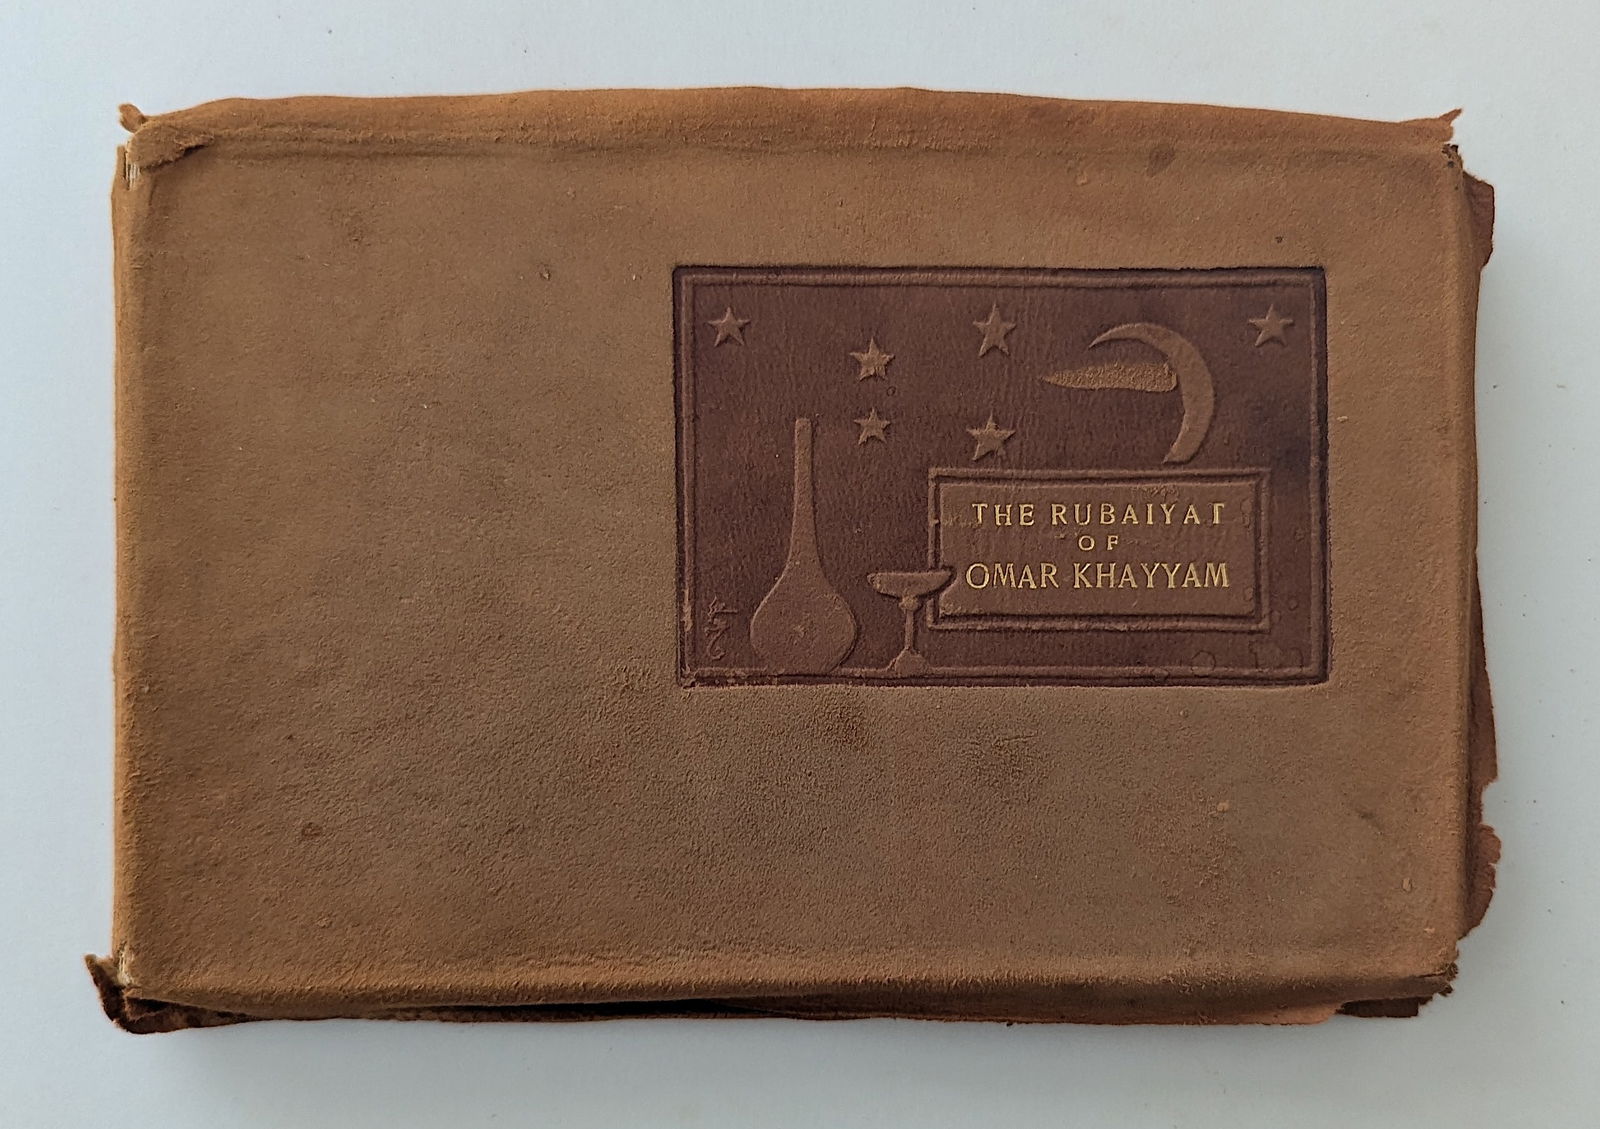 THE RUBAIYAT
OF
OMAR KHAYYAM